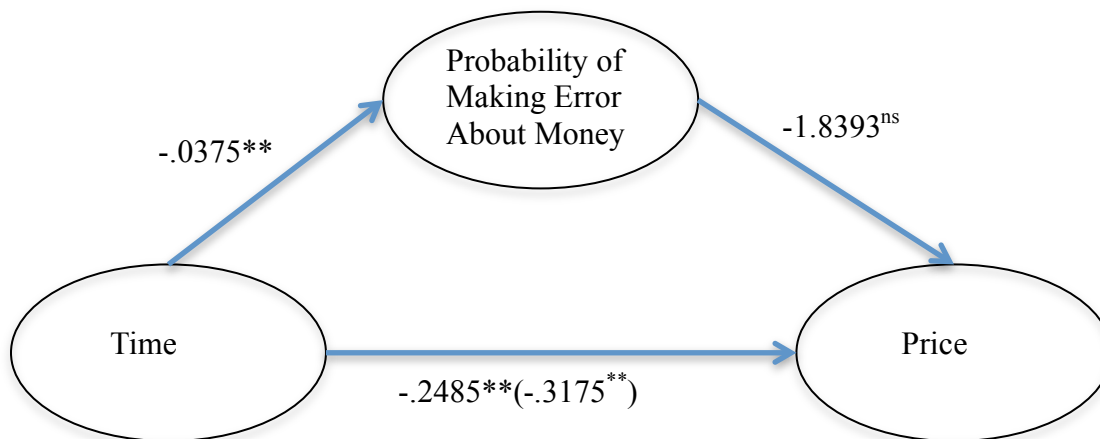 Probability of
Making Error
About Money
-.0375**
-1.8393ns
Time
Price
-.2485**(-.3175**)